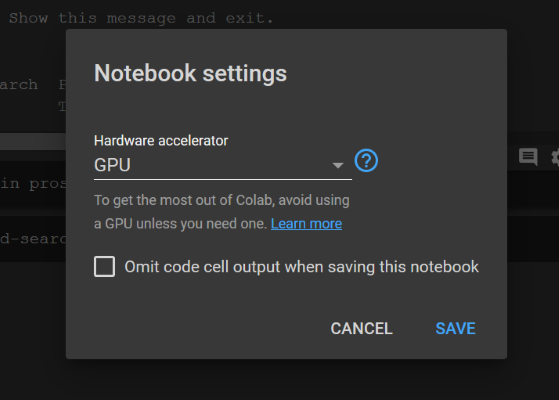 Show this message and exit.
arch
Notebook settings
Hardware accelerator
GPU
To get the most out of Colab, avoid using
a GPU unless you need one. Learn more
in pros
d-searc
Omit code cell output when saving this notebook
CANCEL SAVE